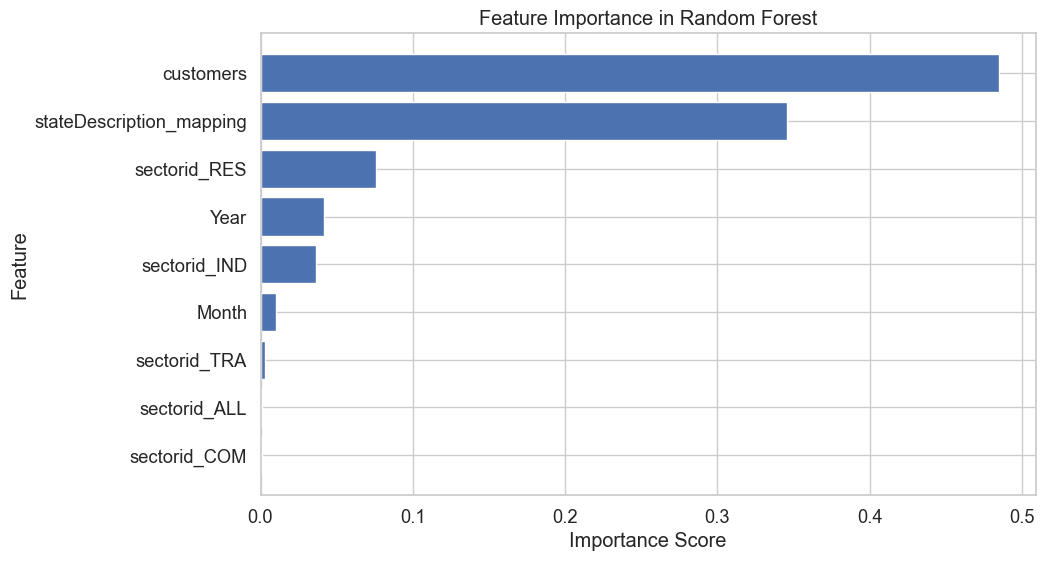 Feature Importance in Random Forest
customers
stateDescription_mapping
sectorid_RES
Year
sectorid_IND
Month
sectorid_TRA
sectorid_ALL
sectorid_COM
Feature
0.0 0.1 0.2 0.3 0.4 0.5
Importance Score